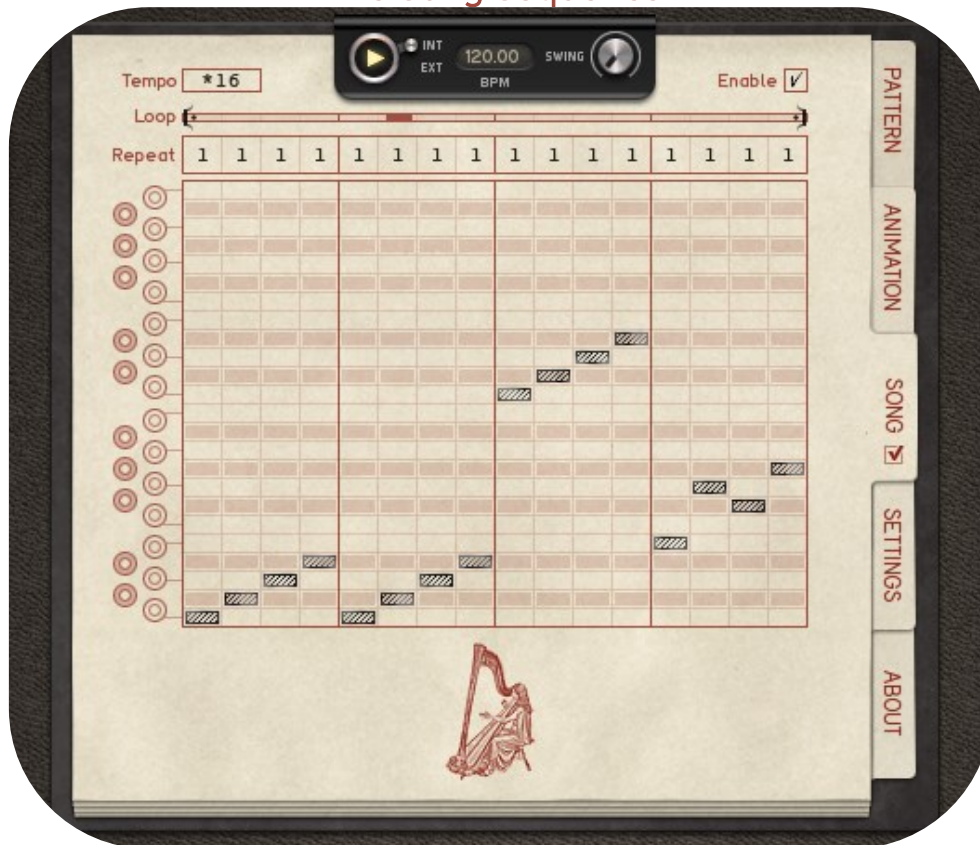 INT
EXT
120.00
BPM
SWING
Tempo *16
Enable
Loop
Repeat 1 1 1 1 1 1 1 1 1 1 1 1 1 1 1 1
PATTERN
ANIMATION
SONG
SETTINGS
ABOUT